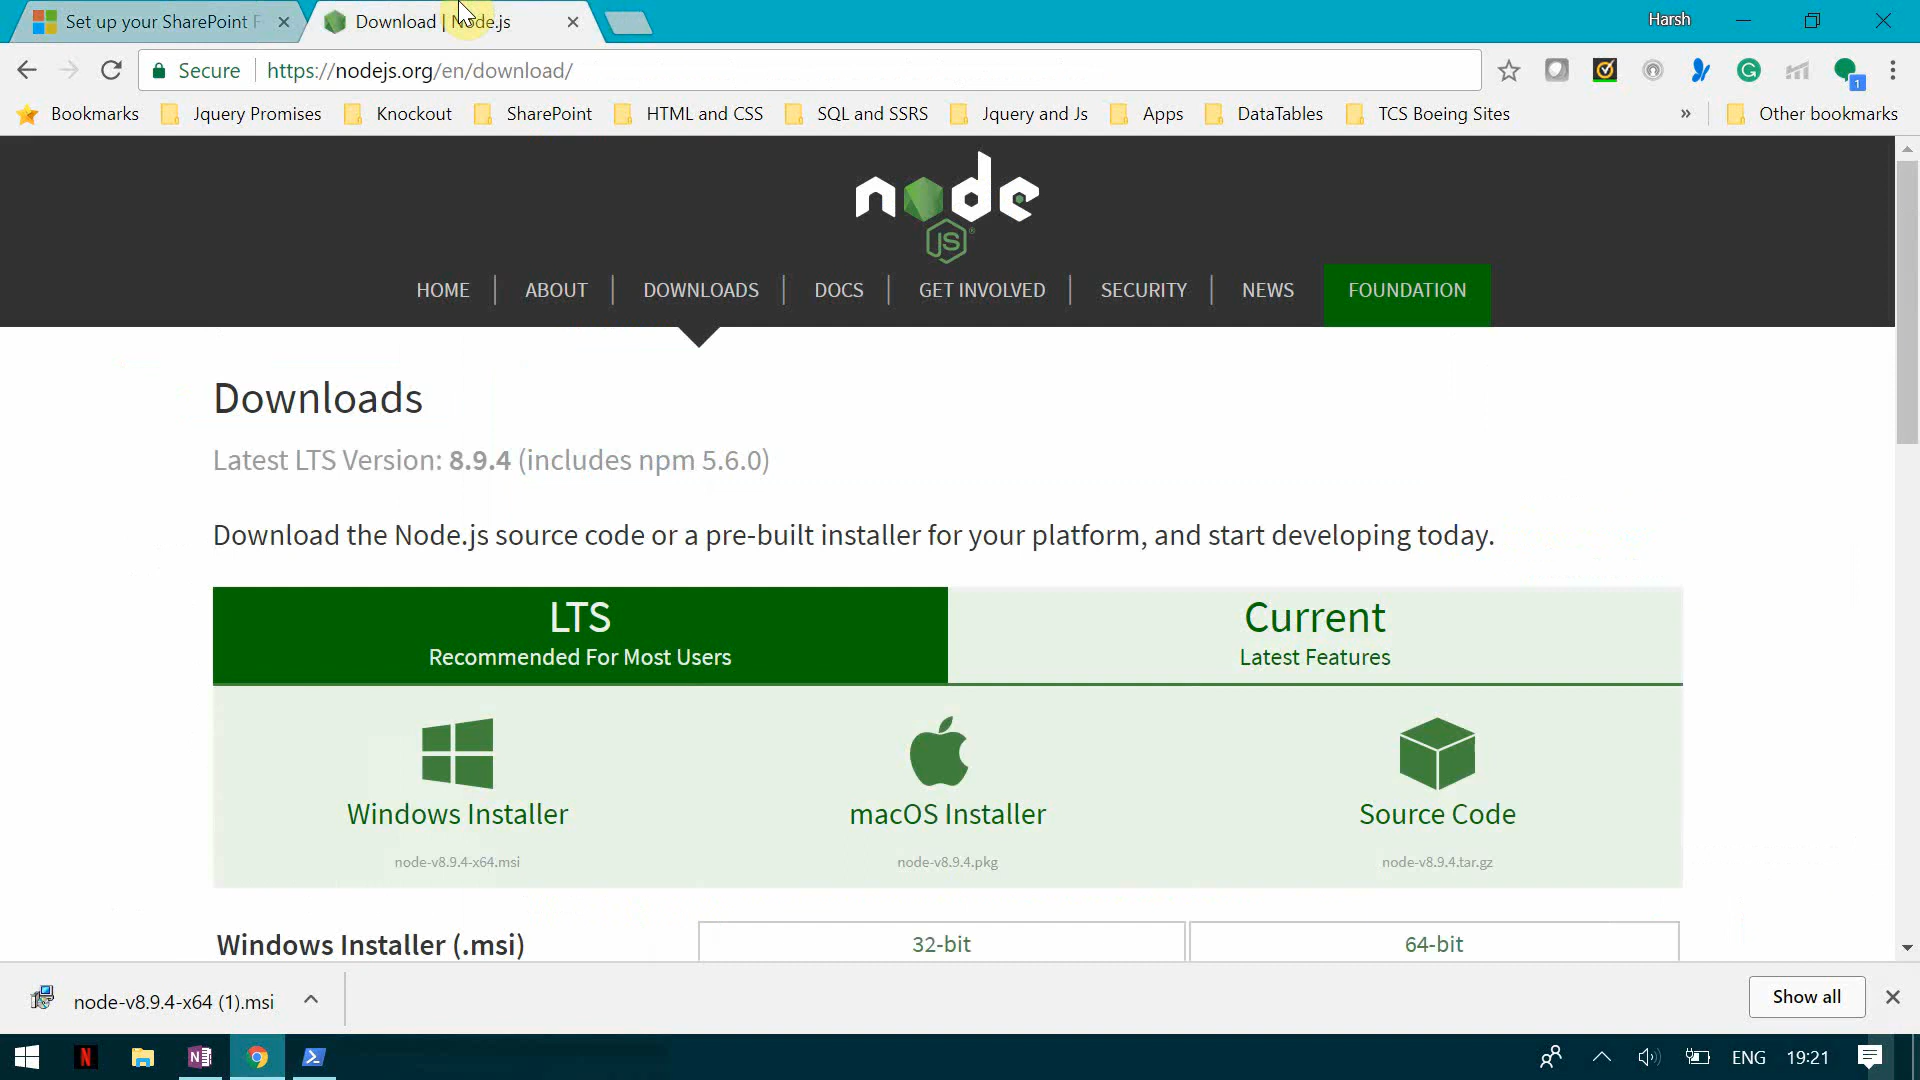 Set up your SharePoint F
Download | Node.js
Harsh
Secure
https://nodejs.org/en/download/
1
Bookmarks
Jquery Promises
Knockout
SharePoint
HTML and CSS
SQL and SSRS
Jquery and Js
Apps
DataTables
TCS Boeing Sites
»
Other bookmarks
node
JS
HOME
ABOUT
DOWNLOADS
DOCS
GET INVOLVED
SECURITY
NEWS
FOUNDATION
Downloads
Latest LTS Version: 8.9.4 (includes npm 5.6.0)
Download the Node.js source code or a pre-built installer for your platform, and start developing today.
LTS
Recommended For Most Users
Current
Latest Features
Windows Installer
node-v8.9.4-x64.msi
macOS Installer
node-v8.9.4.pkg
Source Code
node-v8.9.4.tar.gz
Windows Installer (.msi)
32-bit
64-bit
node-v8.9.4-x64 (1).msi
Show all
N
N
ENG
19:21